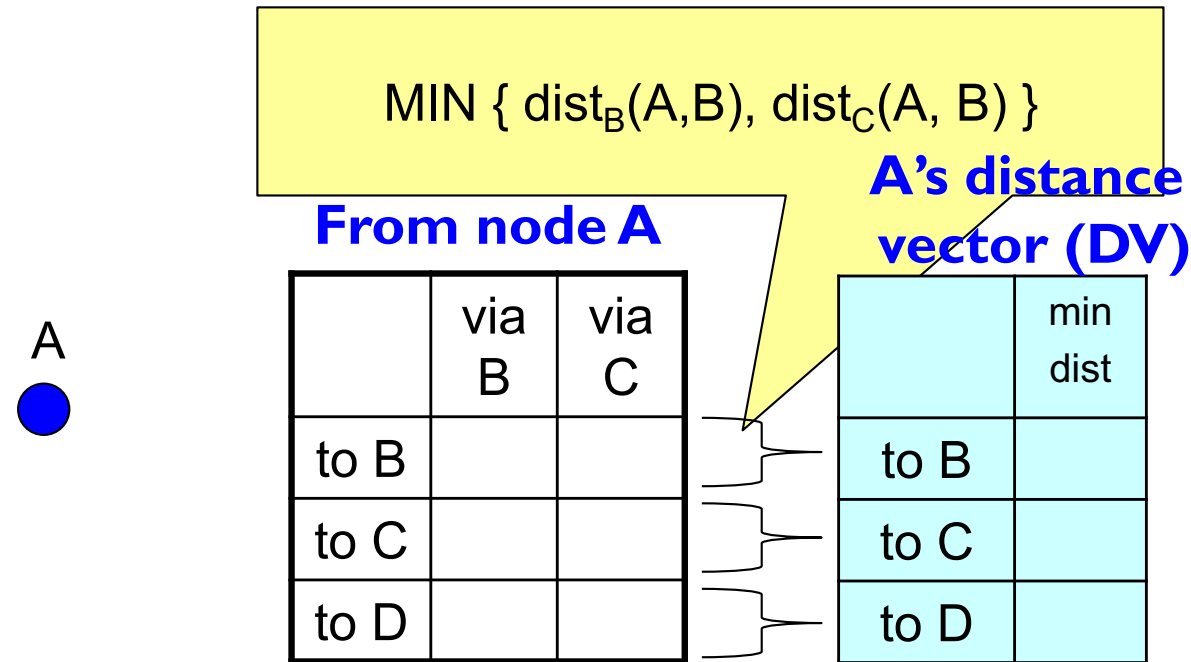 MIN { dist_B(A,B), dist_C(A, B) }
A's distance
vector (DV)
From node A
A
via B
via C
to B
to C
to D
min dist
to B
to C
to D